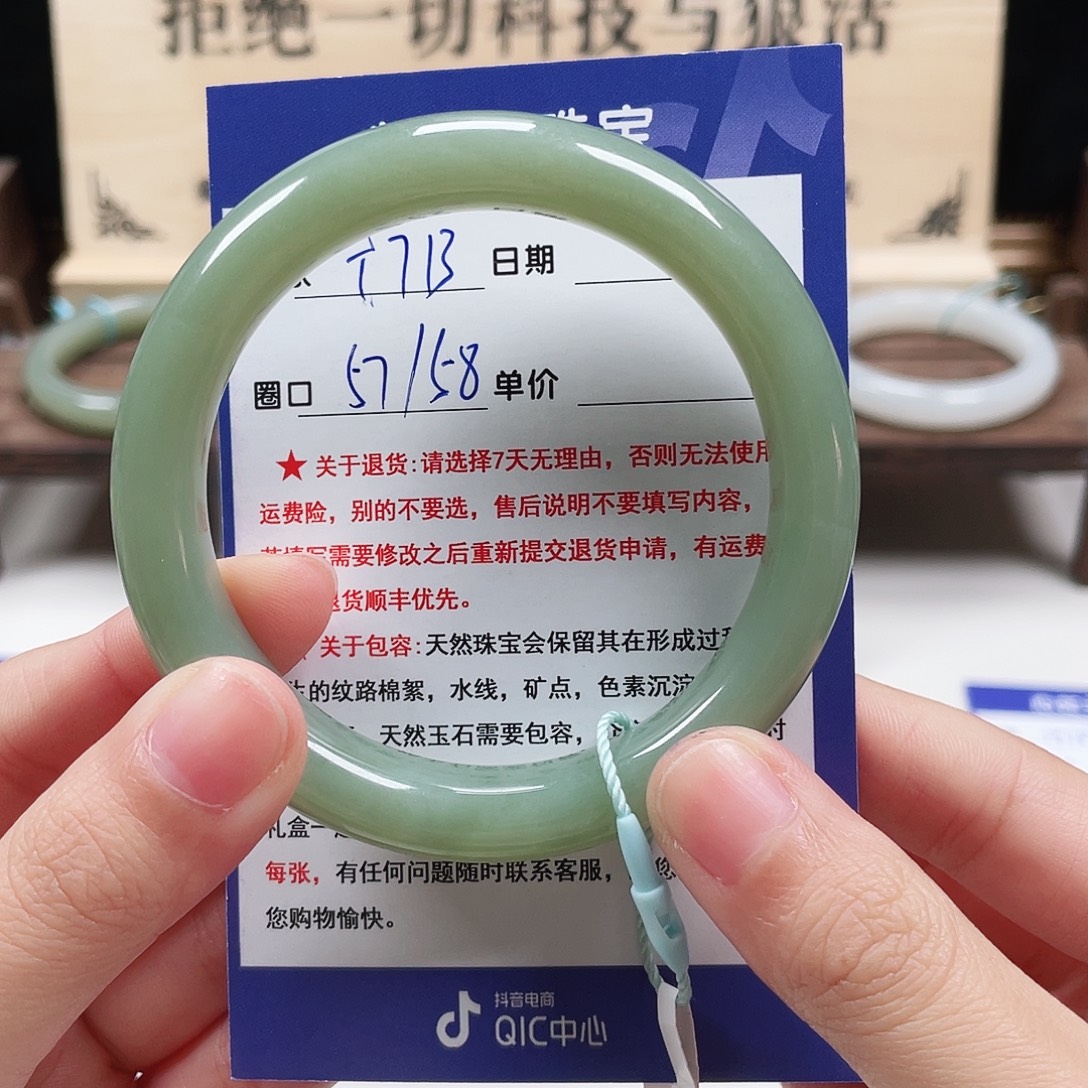 拒绝一切科技与狠活
珠宝
T713 日期
圈口 57/58 单价
★关于退货:请选择7天无理由，否则无法使用
运费险，别的不要选，售后说明不要填写内容，
若填写需要修改之后重新提交退货申请，有运费
退货顺丰优先。
关于包容:天然珠宝会保留其在形成过
的纹路棉絮，水线，矿点，色素沉淀
天然玉石需要包容，
礼盒一
每张，有任何问题随时联系客服，
您购物愉快。
抖音电商
QIC中心